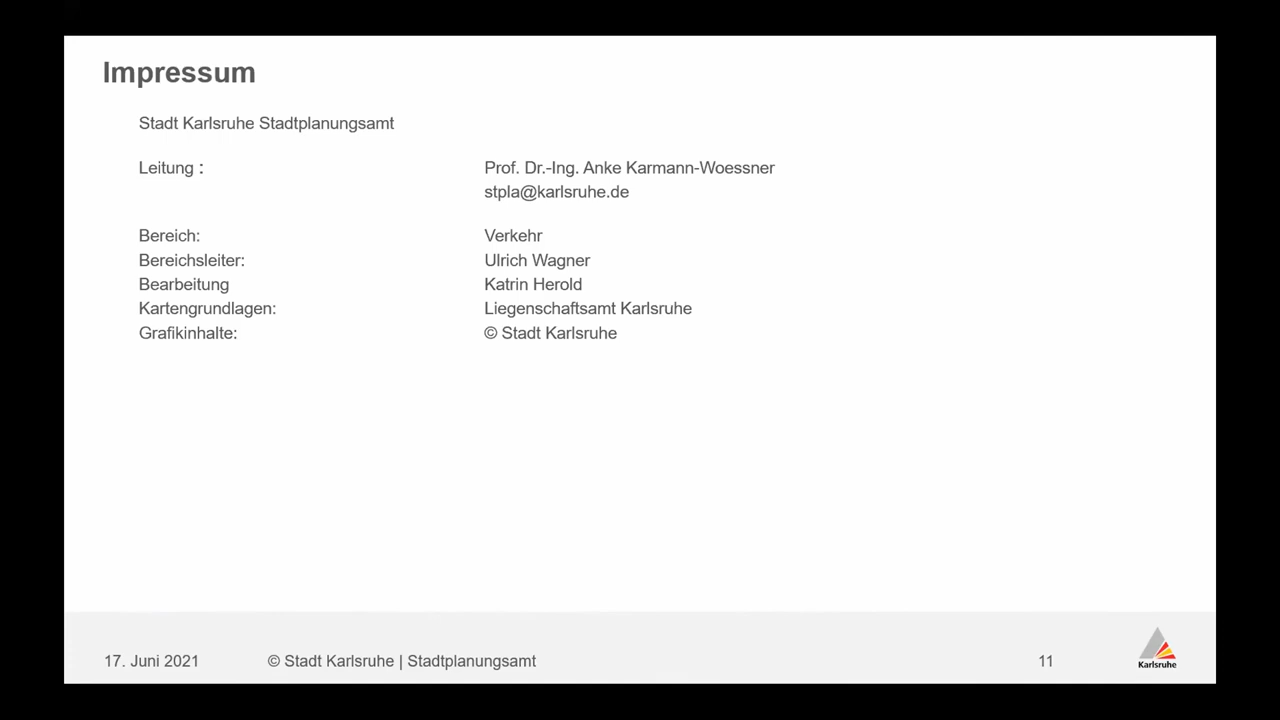 Impressum
Stadt Karlsruhe Stadtplanungsamt
Leitung : Prof. Dr.-Ing. Anke Karmann-Woessner
stpla@karlsruhe.de
Bereich: Verkehr
Bereichsleiter: Ulrich Wagner
Bearbeitung Katrin Herold
Kartengrundlagen: Liegenschaftsamt Karlsruhe
Grafikinhalte: © Stadt Karlsruhe
17. Juni 2021 © Stadt Karlsruhe | Stadtplanungsamt 11
Karlsruhe